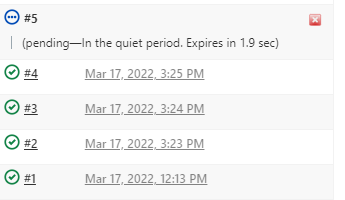 #5
(pending—In the quiet period. Expires in 1.9 sec)
#4 Mar 17, 2022, 3:25 PM
#3 Mar 17, 2022, 3:24 PM
#2 Mar 17, 2022, 3:23 PM
#1 Mar 17, 2022, 12:13 PM